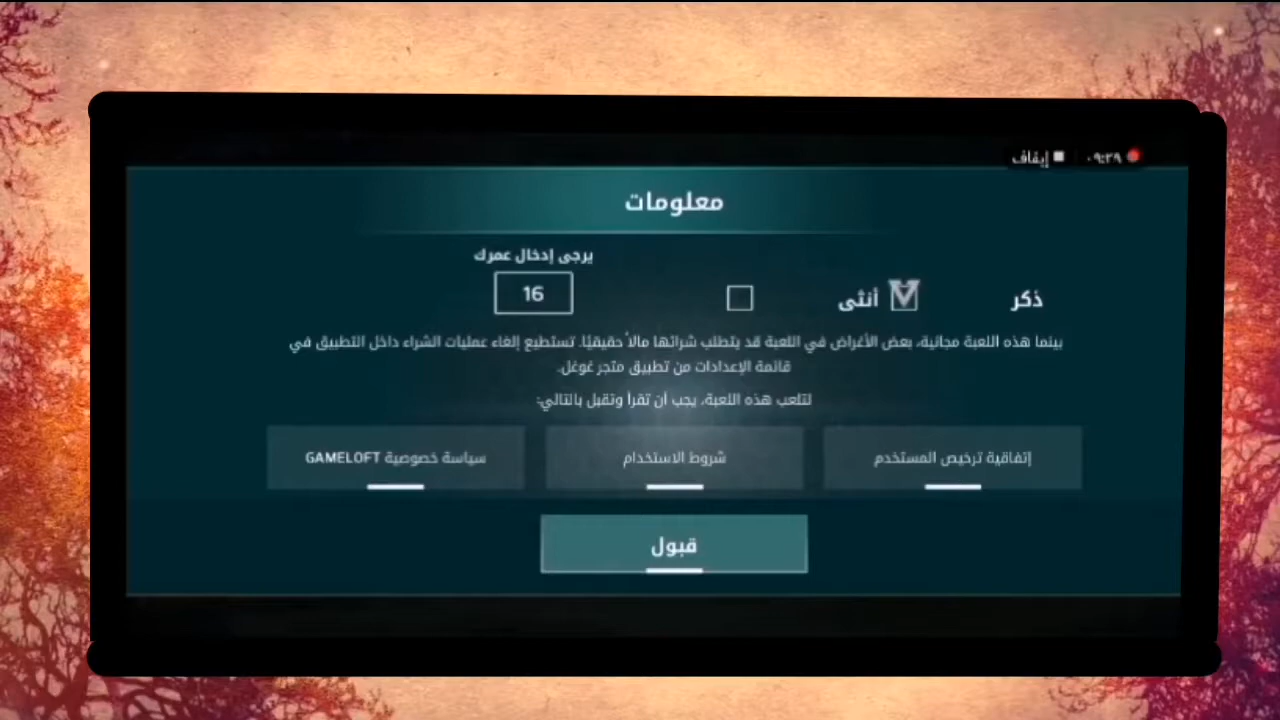 ٠٩:٣٩ إيقاف
معلومات
يرجى إدخال عمرك
ذكر أنثى 16
بينما هذه اللعبة مجانية، بعض الأغراض في اللعبة قد يتطلب شرائها مالاً حقيقيًا. تستطيع إلغاء عمليات الشراء داخل التطبيق في
قائمة الإعدادات من تطبيق متجر غوغل.
لتلعب هذه اللعبة، يجب أن تقرأ وتقبل بالتالي:
إتفاقية ترخيص المستخدم شروط الاستخدام سياسة خصوصية GAMELOFT
قبول